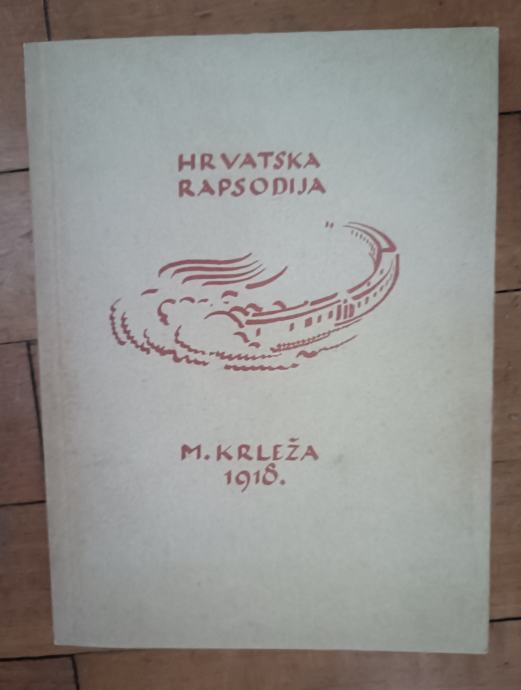 HRVATSKA
RAPSODIJA
M. KRLEŽA
1918.